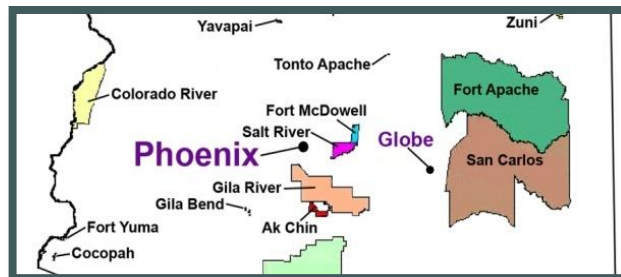 Yavapai
Zuni
Tonto Apache
Colorado River
Fort Apache
Fort McDowell
Salt River
Globe
Phoenix
San Carlos
Gila River
Gila Bend
Ak Chin
Fort Yuma
Cocopah